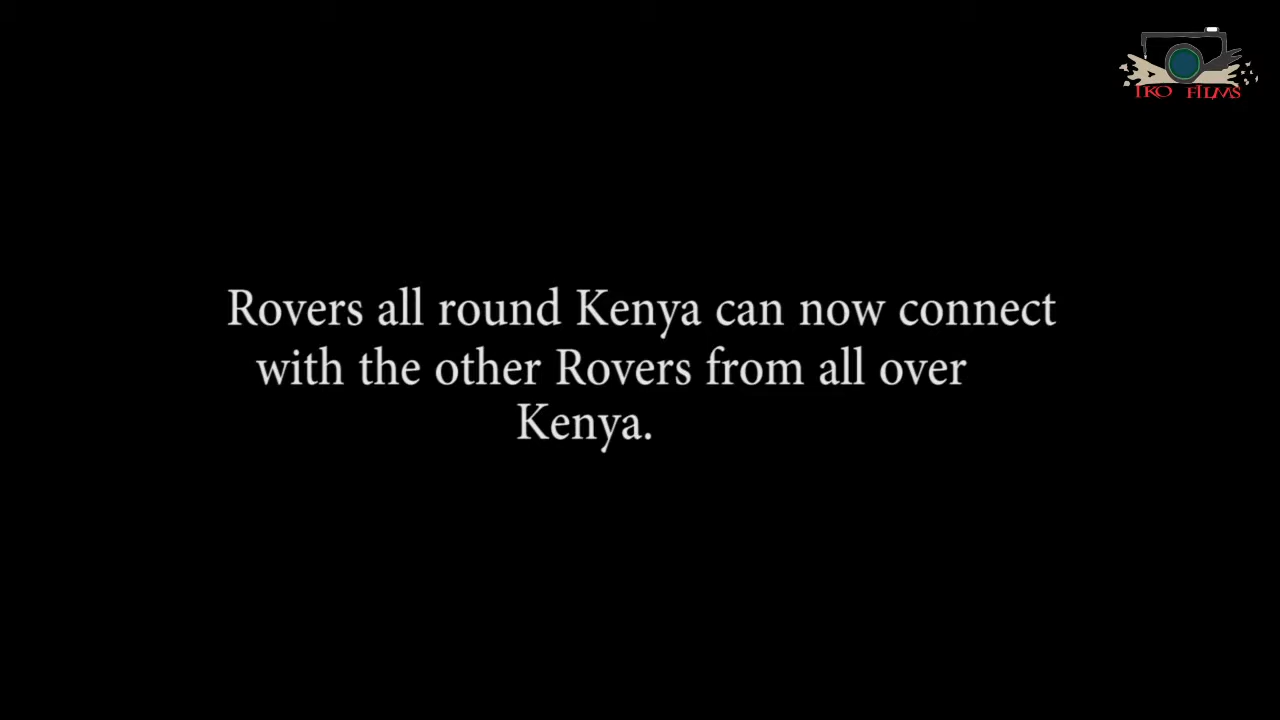 IKO FILMS
Rovers all round Kenya can now connect
with the other Rovers from all over
Kenya.